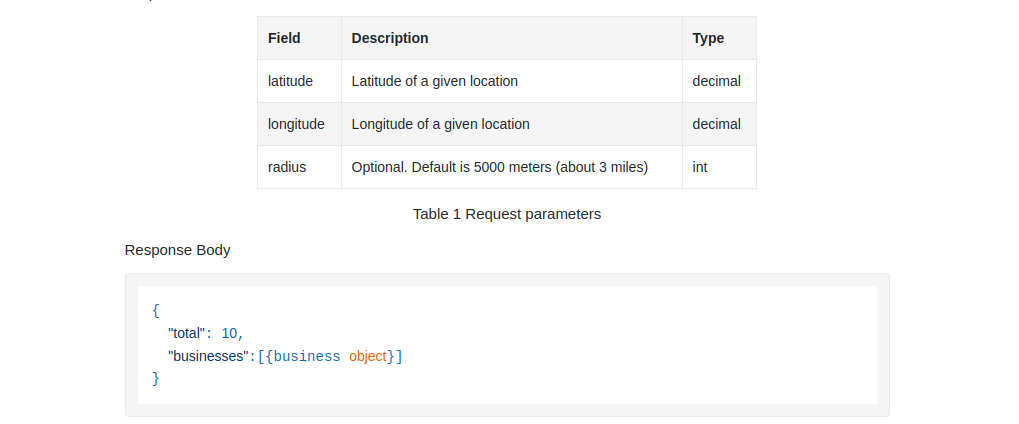 Field Description Type
latitude Latitude of a given location decimal
longitude Longitude of a given location decimal
radius Optional. Default is 5000 meters (about 3 miles) int
Table 1 Request parameters
Response Body
{
"total": 10,
"businesses":[{business object}]
}